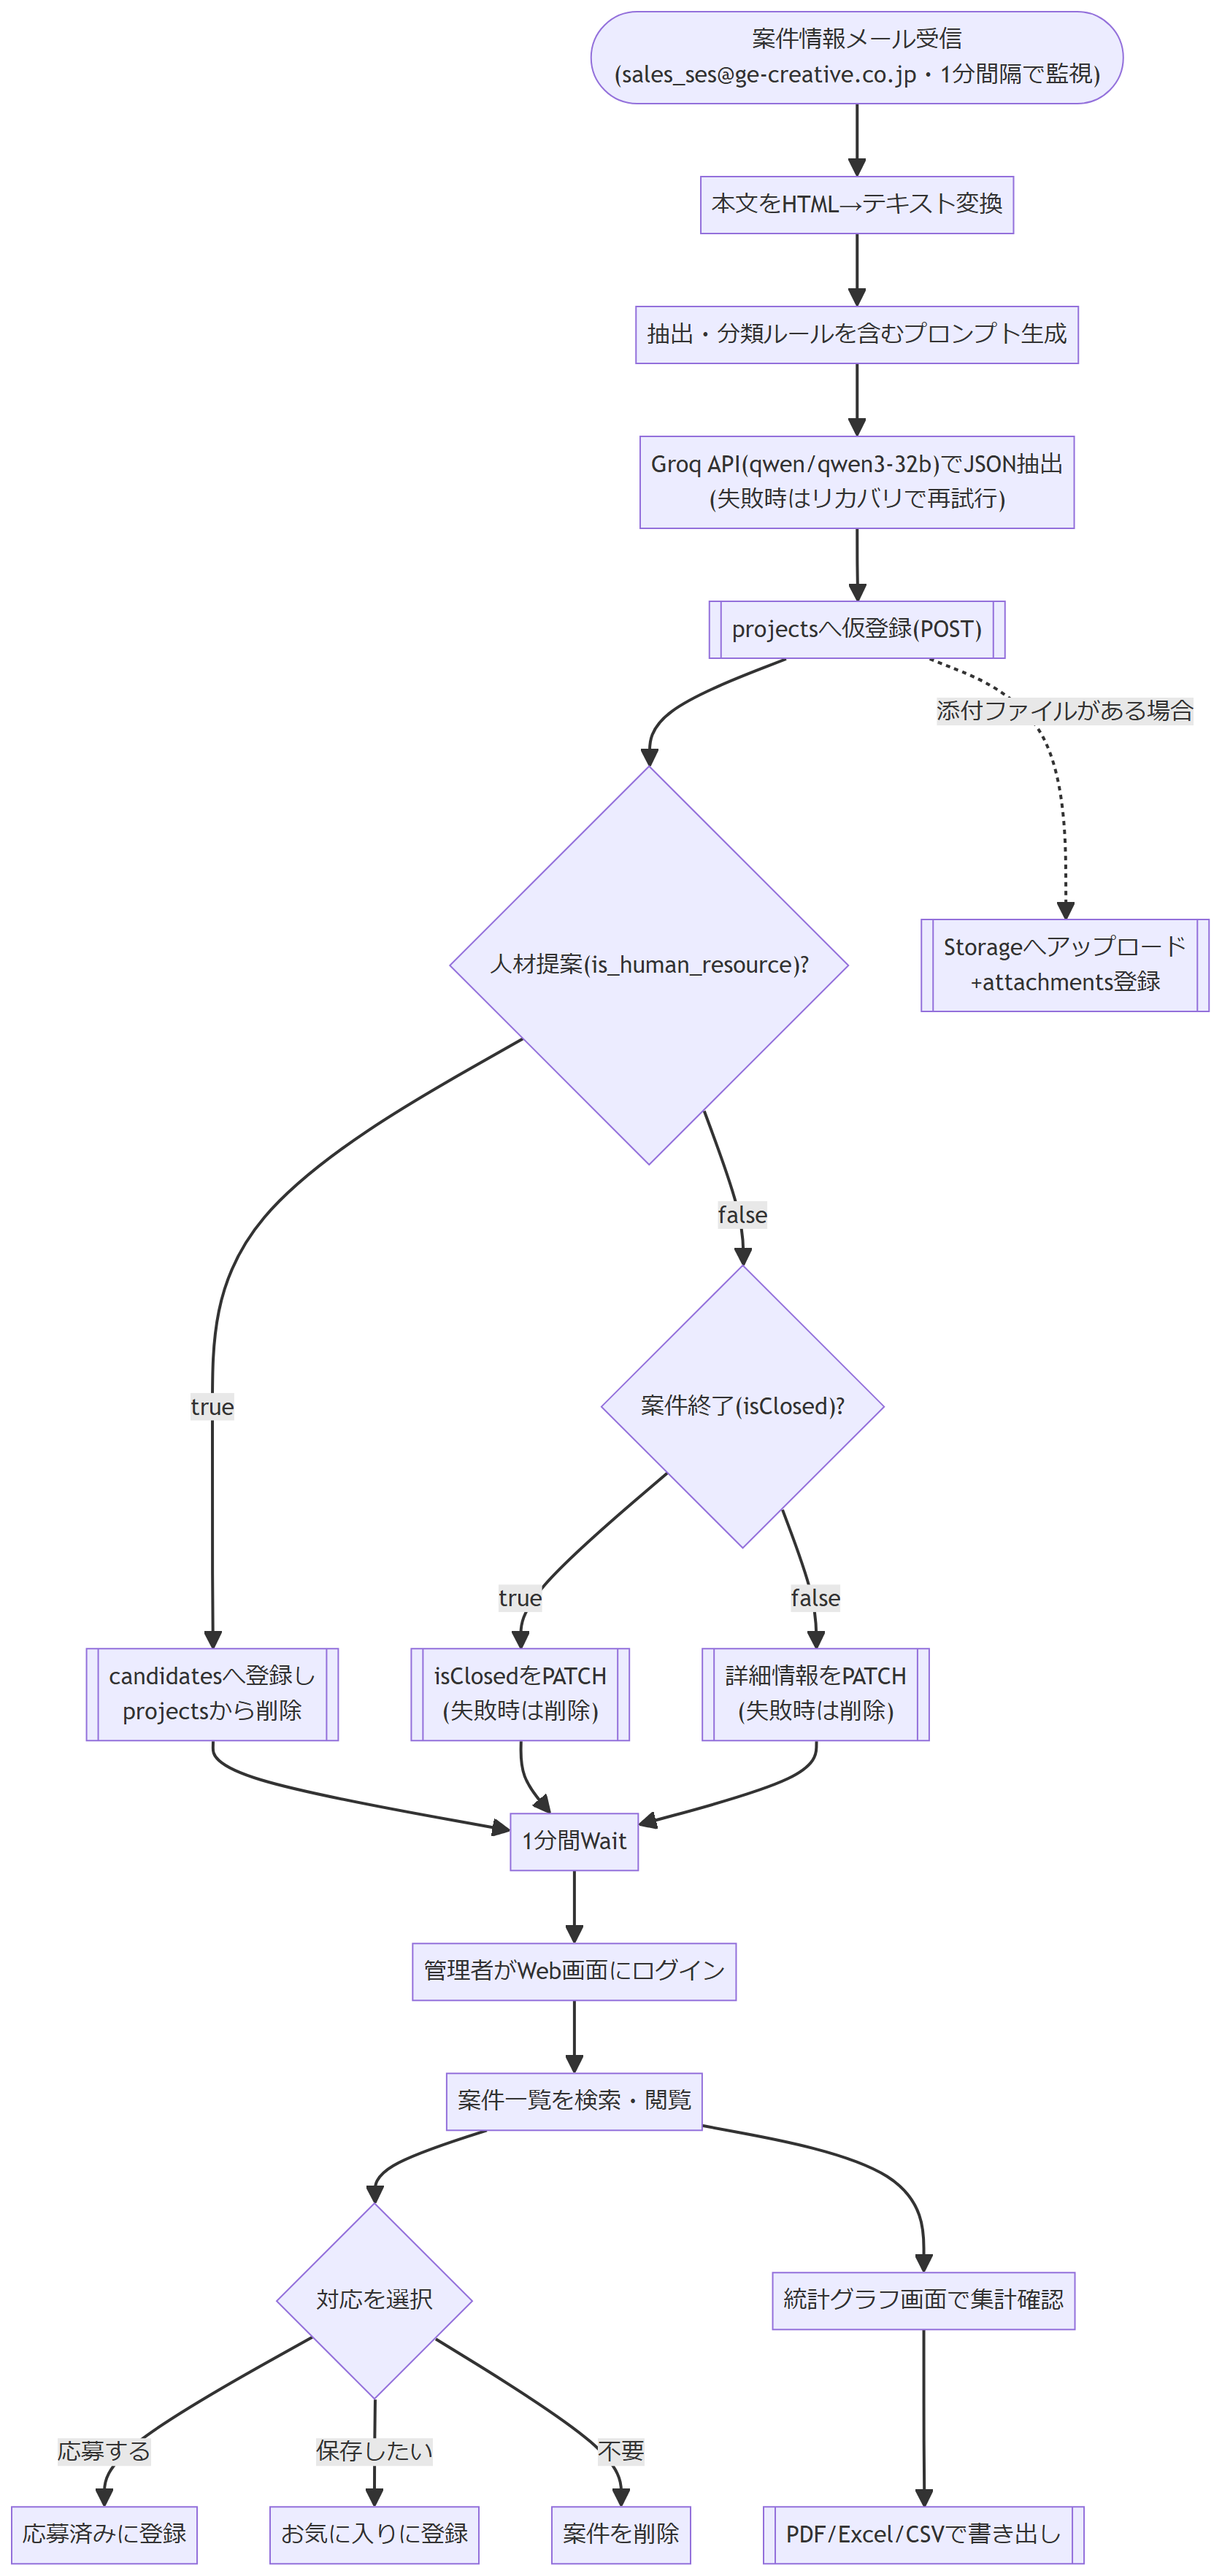 案件情報メール受信
(sales_ses@ge-creative.co.jp・1分間隔で監視)
本文をHTML→テキスト変換
抽出・分類ルールを含むプロンプト生成
Groq API(qwen/qwen3-32b)でJSON抽出
(失敗時はリカバリで再試行)
projectsへ仮登録(POST)
添付ファイルがある場合
人材提案(is_human_resource)?
Storageへアップロード
+attachments登録
false
true
案件終了(isClosed)?
true
false
candidatesへ登録し
projectsから削除
isClosedをPATCH
(失敗時は削除)
詳細情報をPATCH
(失敗時は削除)
1分間Wait
管理者がWeb画面にログイン
案件一覧を検索・閲覧
対応を選択
統計グラフ画面で集計確認
応募する
保存したい
不要
応募済みに登録
お気に入りに登録
案件を削除
PDF/Excel/CSVで書き出し